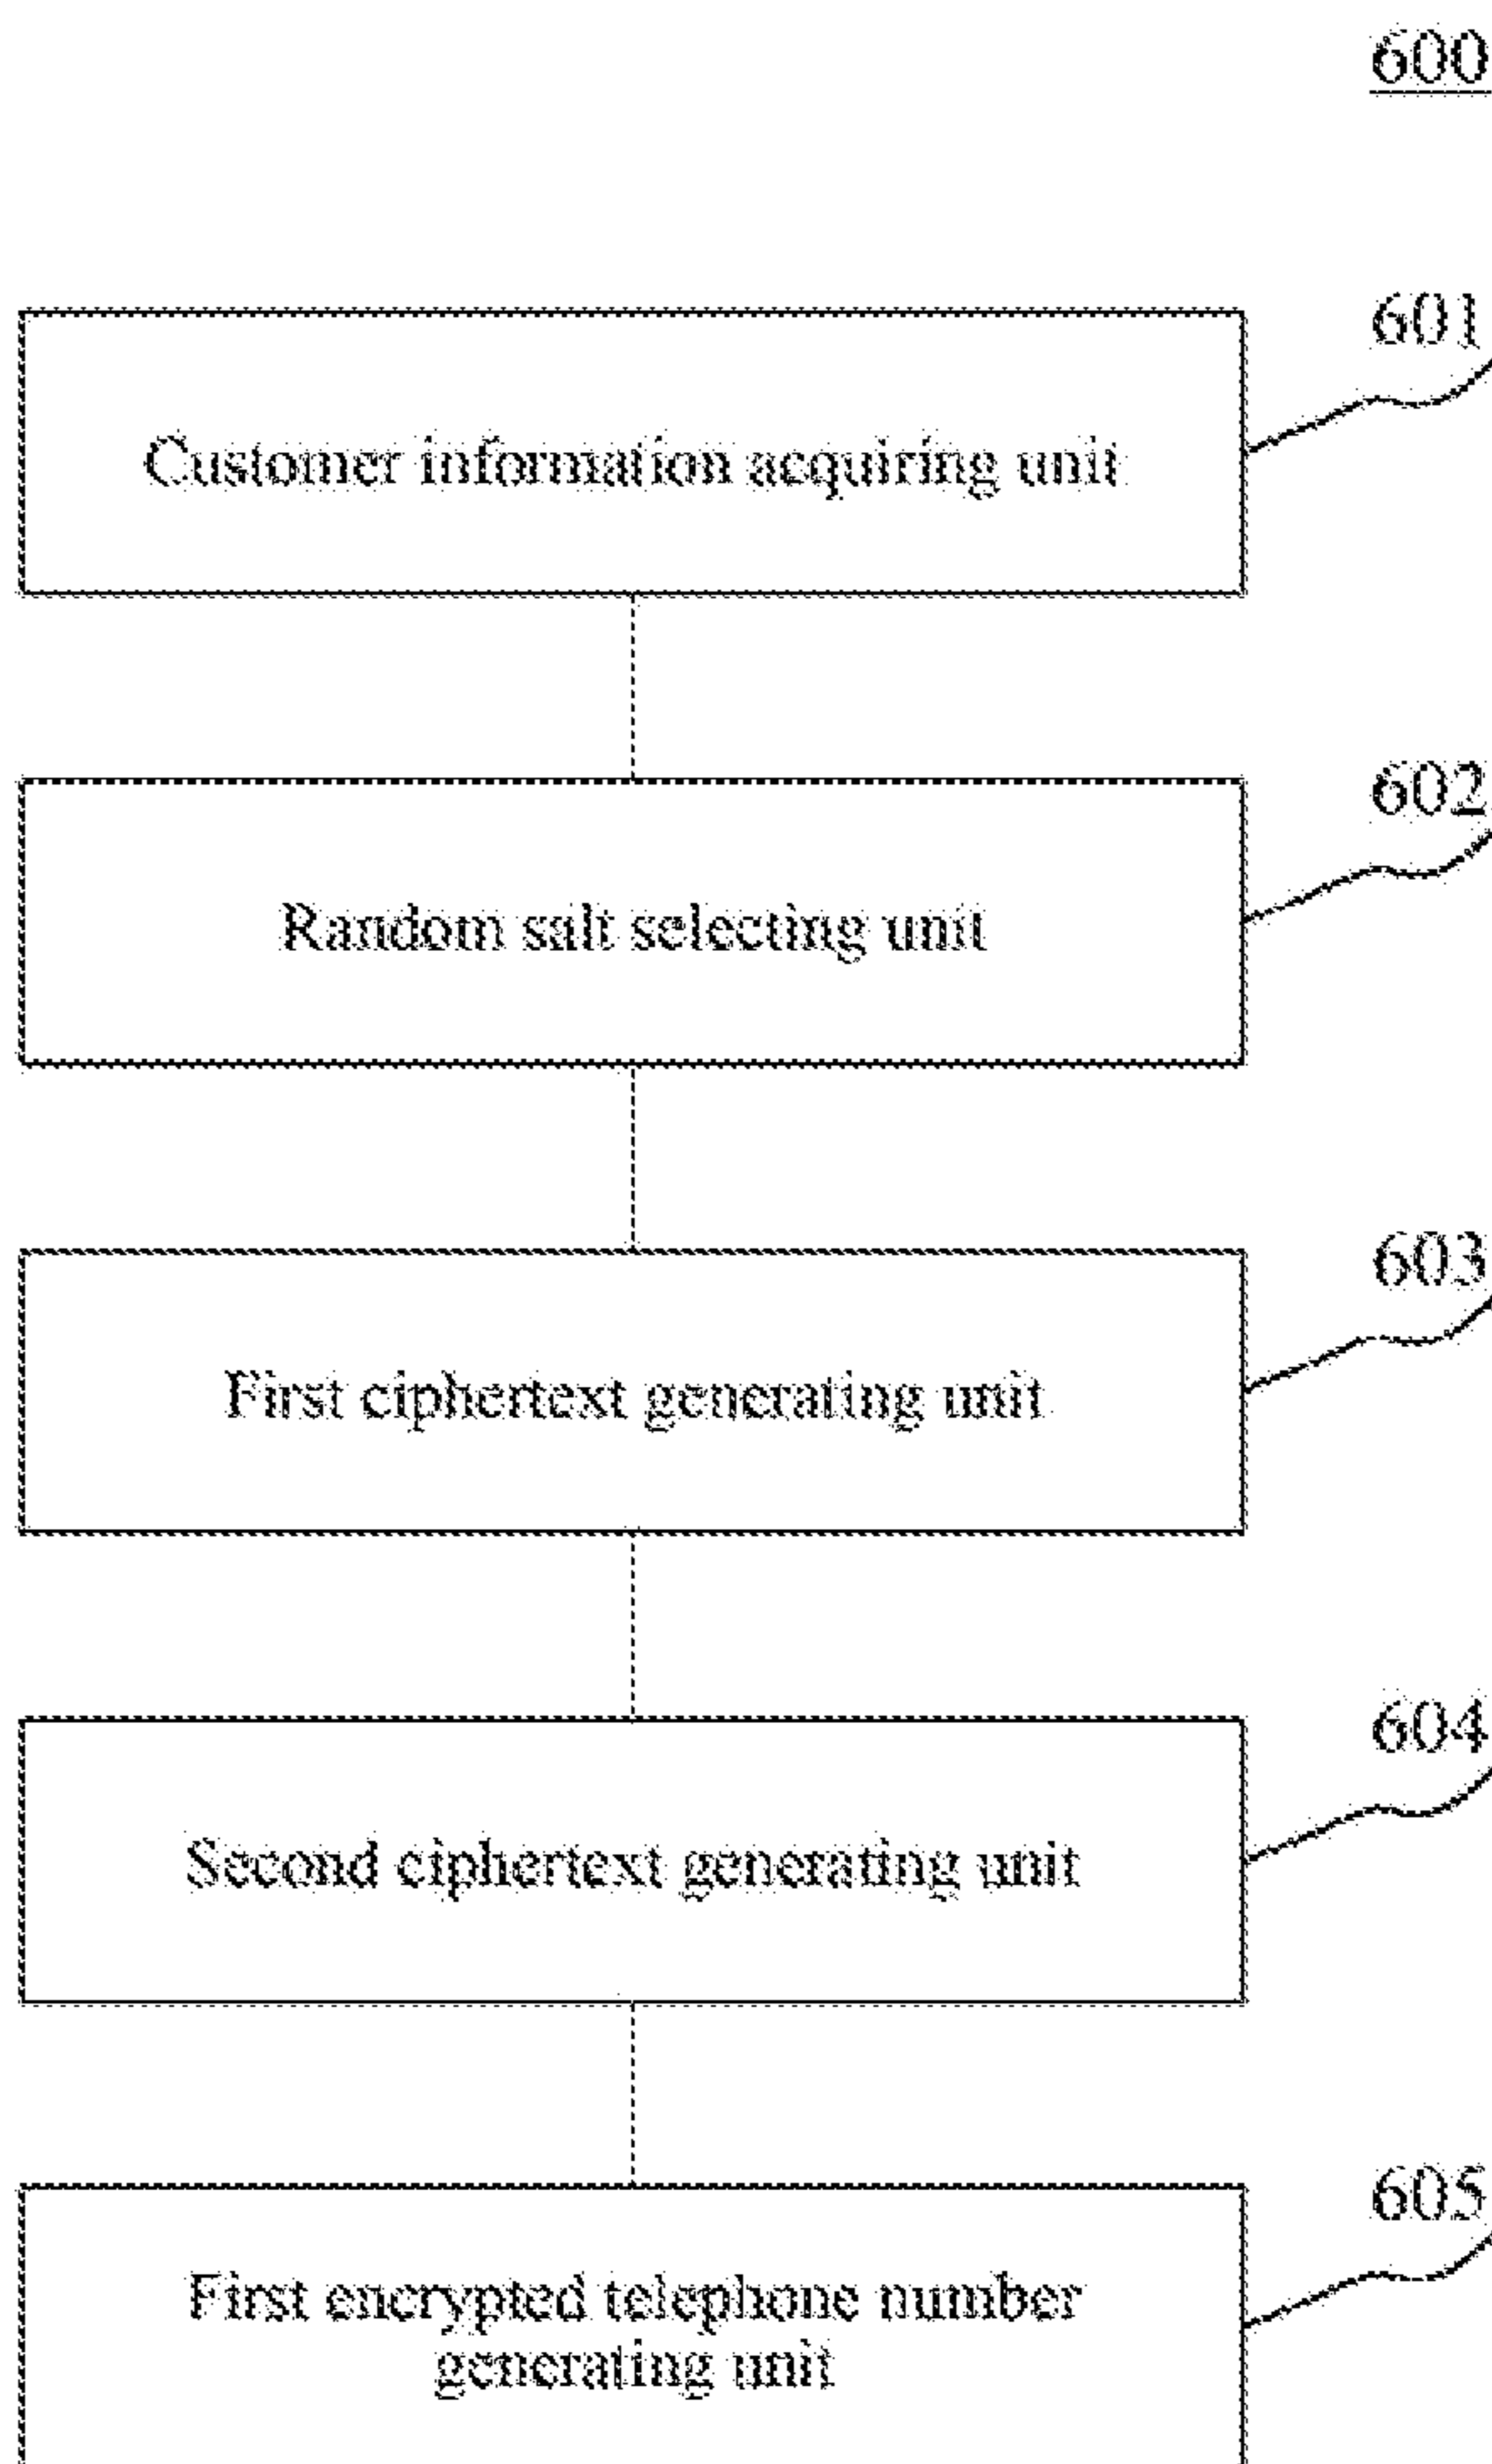 600
601
Customer information acquiring unit
602
Random salt selecting unit
603
First ciphertext generating unit
604
Second ciphertext generating unit
605
First encrypted telephone number
generating unit